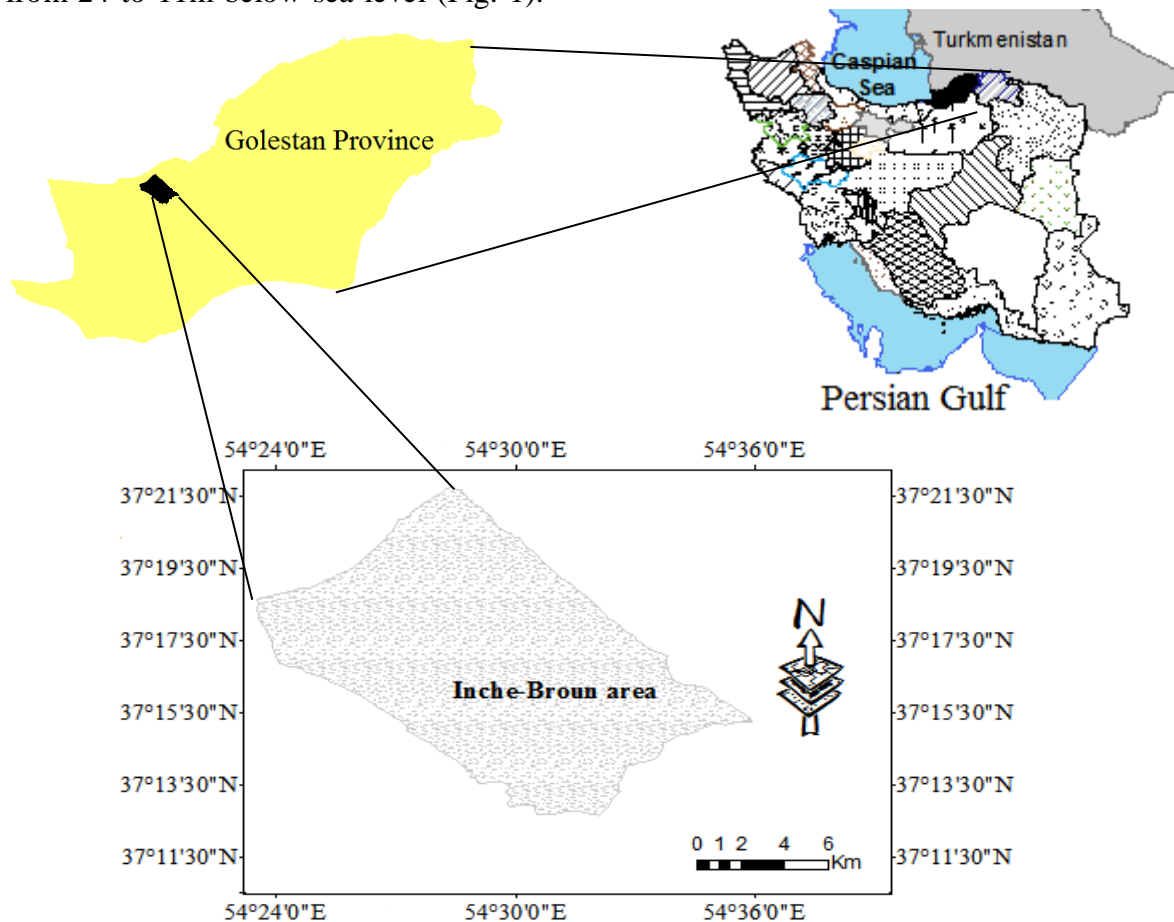 from 24 to 11m below sea level (Fig. 1).
Turkmenistan
Caspian
Sea
Golestan Province
Persian Gulf
54°24'0"E 54°30'0"E 54°36'0"E
37°21'30"N 37°21'30"N
37°19'30"N 37°19'30"N
N
37°17'30"N 37°17'30"N
Inche-Broun area
37°15'30"N 37°15'30"N
37°13'30"N 37°13'30"N
0 1 2 4 6
Km
37°11'30"N 37°11'30"N
54°24'0"E 54°30'0"E 54°36'0"E